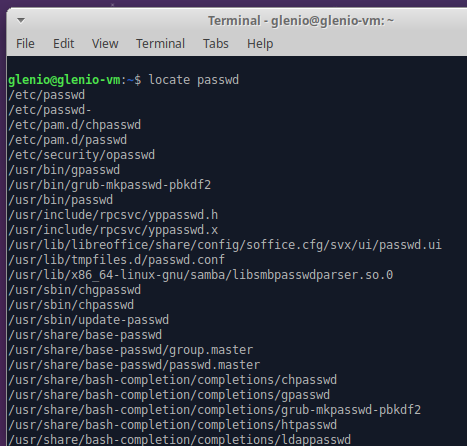 Terminal - glenio@glenio-vm: ~
File Edit View Terminal Tabs Help
glenio@glenio-vm:~$ locate passwd
/etc/passwd
/etc/passwd-
/etc/pam.d/chpasswd
/etc/pam.d/passwd
/etc/security/opasswd
/usr/bin/gpasswd
/usr/bin/grub-mkpasswd-pbkdf2
/usr/bin/passwd
/usr/include/rpcsvc/yppasswd.h
/usr/include/rpcsvc/yppasswd.x
/usr/lib/libreoffice/share/config/soffice.cfg/svx/ui/passwd.ui
/usr/lib/tmpfiles.d/passwd.conf
/usr/lib/x86_64-linux-gnu/samba/libsmbpasswdparser.so.0
/usr/sbin/chgpasswd
/usr/sbin/chpasswd
/usr/sbin/update-passwd
/usr/share/base-passwd
/usr/share/base-passwd/group.master
/usr/share/base-passwd/passwd.master
/usr/share/bash-completion/completions/chpasswd
/usr/share/bash-completion/completions/gpasswd
/usr/share/bash-completion/completions/grub-mkpasswd-pbkdf2
/usr/share/bash-completion/completions/htpasswd
/usr/share/bash-completion/completions/ldappasswd